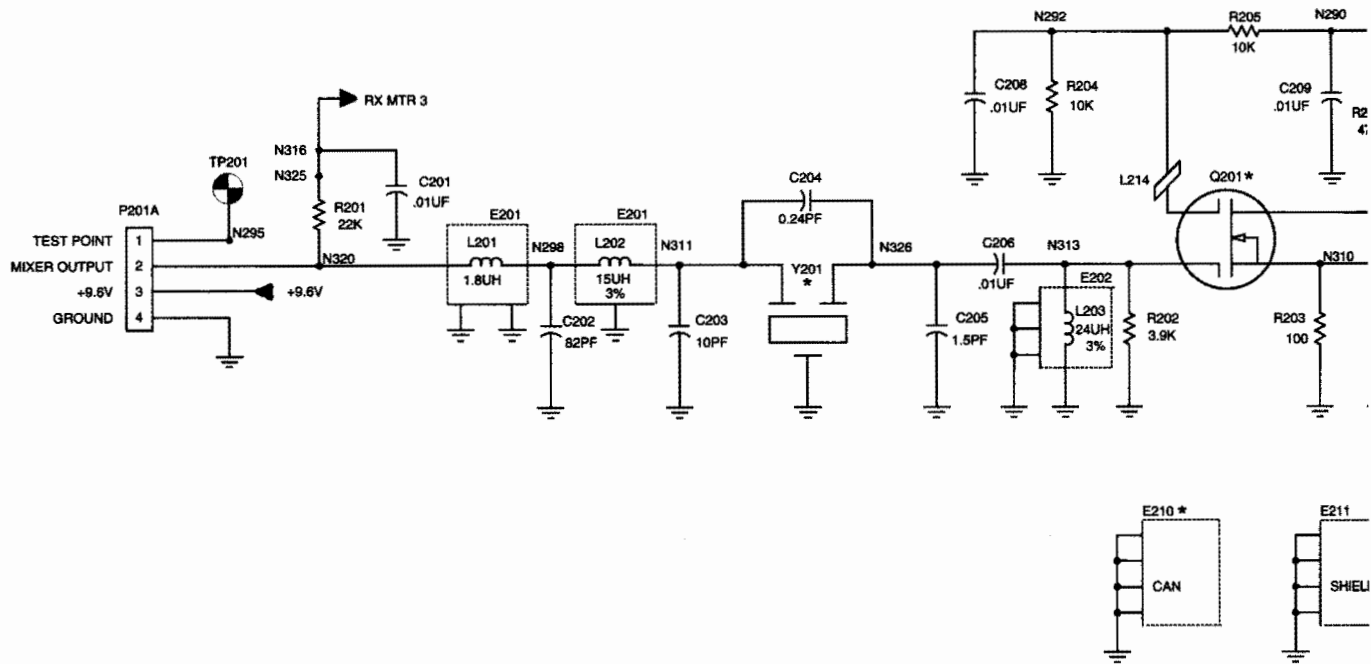 N292
R205
10K
N290
C208
.01UF
R204
10K
C209
.01UF
RX MTR 3
N316
N325
TP201
C201
.01UF
R201
22K
P201A
C204
0.24PF
L214
Q201*
TEST POINT
1
N295
E201
E201
MIXER OUTPUT
2
N320
L201
1.8UH
N298
L202
15UH
3%
N311
Y201
*
N326
C206
.01UF
N313
N310
+9.6V
3
+9.6V
GROUND
4
C202
82PF
C203
10PF
C205
1.5PF
E202
L203
24UH
3%
R202
3.9K
R203
100
E210 *
CAN
E211
SHIEL